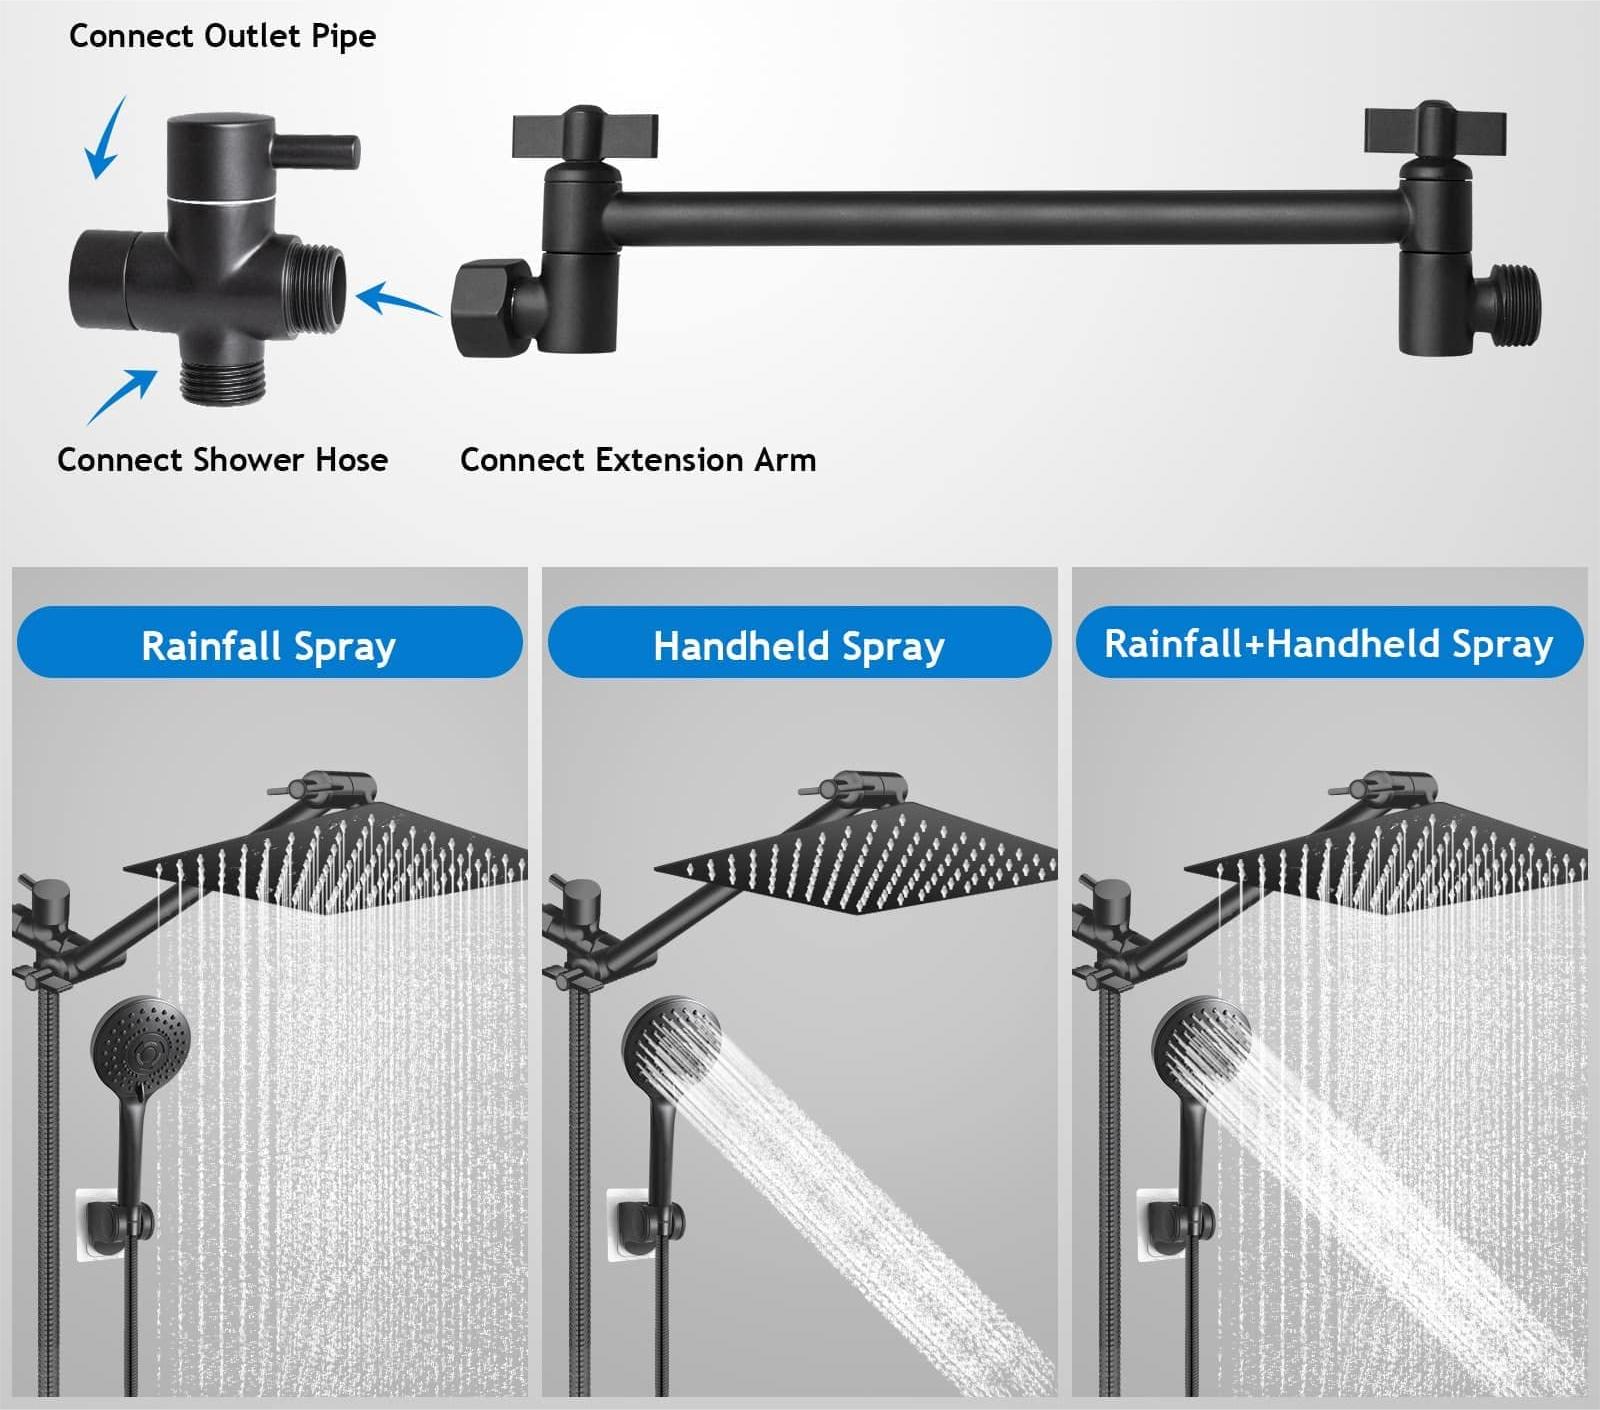 Connect Outlet Pipe
Connect Shower Hose
Connect Extension Arm
Rainfall Spray
Handheld Spray
Rainfall+Handheld Spray